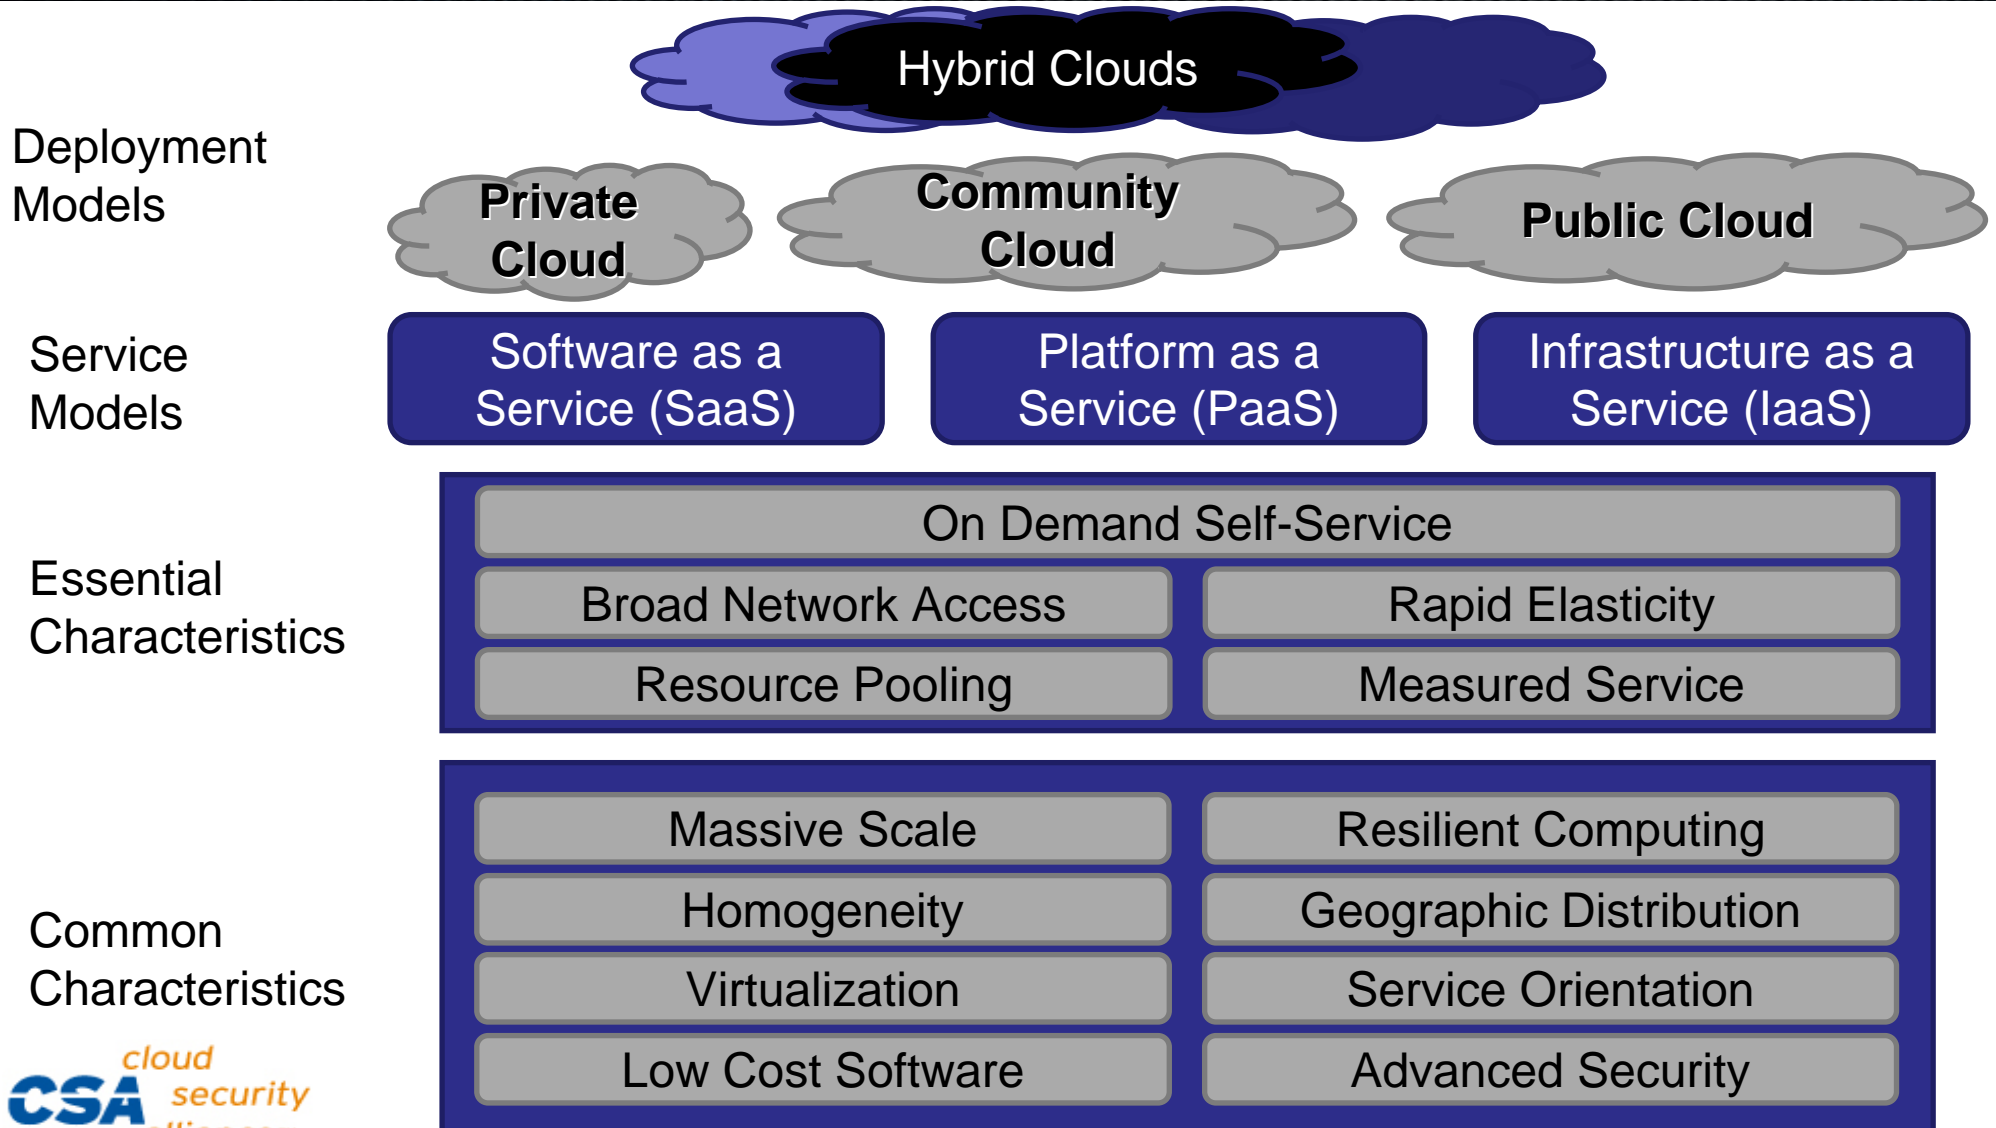 Hybrid Clouds
Deployment
Models
Private
Cloud
Community
Cloud
Public Cloud
Service
Models
Software as a
Service (SaaS)
Platform as a
Service (PaaS)
Infrastructure as a
Service (IaaS)
Essential
Characteristics
On Demand Self-Service
Broad Network Access
Rapid Elasticity
Resource Pooling
Measured Service
Common
Characteristics
Massive Scale
Resilient Computing
Homogeneity
Geographic Distribution
Virtualization
Service Orientation
Low Cost Software
Advanced Security
cloud
CSA security